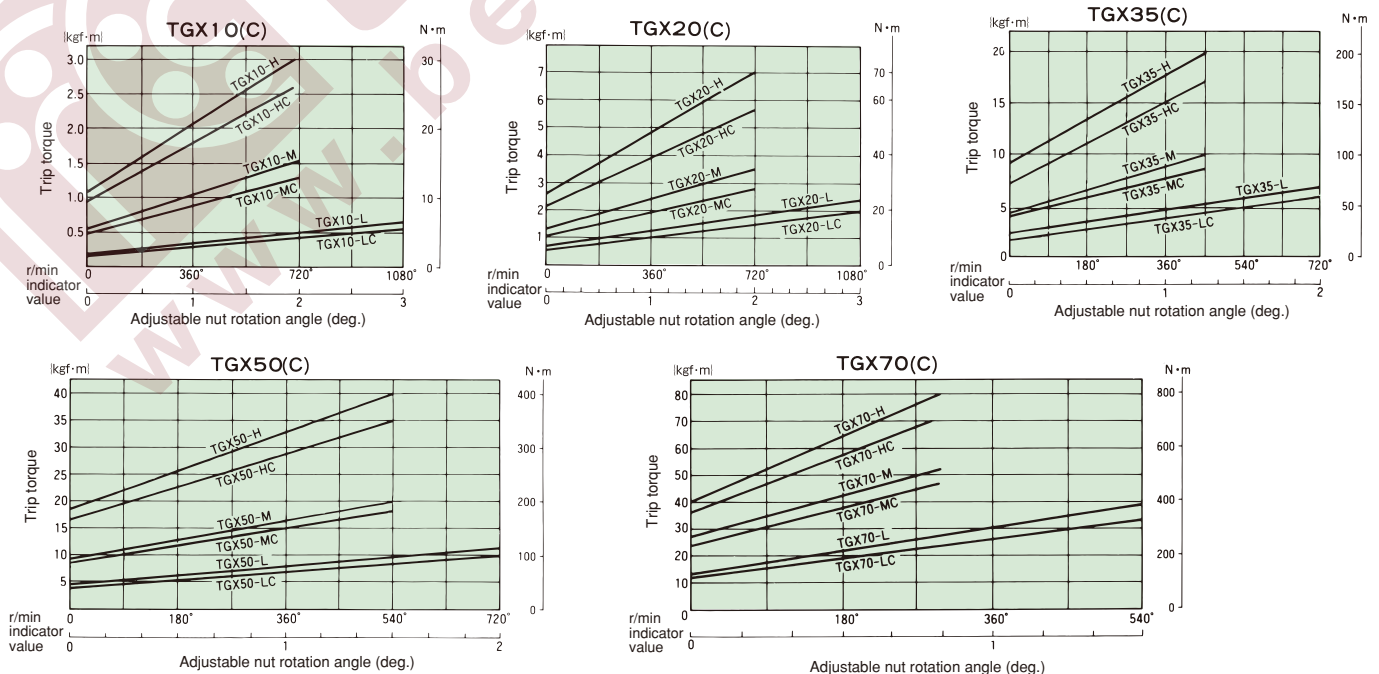 TGX10(C)
kgf·m
N·m
3.0
2.5
2.0
1.5
1.0
0.5
Trip torque
TGX10-H
TGX10-HC
TGX10-M
TGX10-MC
TGX10-L
TGX10-LC
30
20
10
0
0 360° 720° 1080°
r/min
indicator
value
0 1 2 3
Adjustable nut rotation angle (deg.)
TGX20(C)
kgf·m
N·m
7
6
5
4
3
2
1
Trip torque
TGX20-H
TGX20-HC
TGX20-M
TGX20-MC
TGX20-L
TGX20-LC
70
60
40
20
0
0 360° 720° 1080°
r/min
indicator
value
0 1 2 3
Adjustable nut rotation angle (deg.)
TGX35(C)
kgf·m
N·m
20
15
10
5
0
Trip torque
TGX35-H
TGX35-HC
TGX35-M
TGX35-MC
TGX35-L
TGX35-LC
200
150
100
50
0
180° 360° 540° 720°
r/min
indicator
value
0 1 2
Adjustable nut rotation angle (deg.)
TGX50(C)
kgf·m
N·m
40
35
30
25
20
15
10
5
Trip torque
TGX50-H
TGX50-HC
TGX50-M
TGX50-MC
TGX50-L
TGX50-LC
400
300
200
100
0
0 180° 360° 540° 720°
r/min
indicator
value
0 1 2
Adjustable nut rotation angle (deg.)
TGX70(C)
kgf·m
N·m
80
70
60
50
40
30
20
10
0
Trip torque
TGX70-H
TGX70-HC
TGX70-M
TGX70-MC
TGX70-L
TGX70-LC
800
600
400
200
0
180° 360° 540°
r/min
indicator
value
0 1
Adjustable nut rotation angle (deg.)
www.be